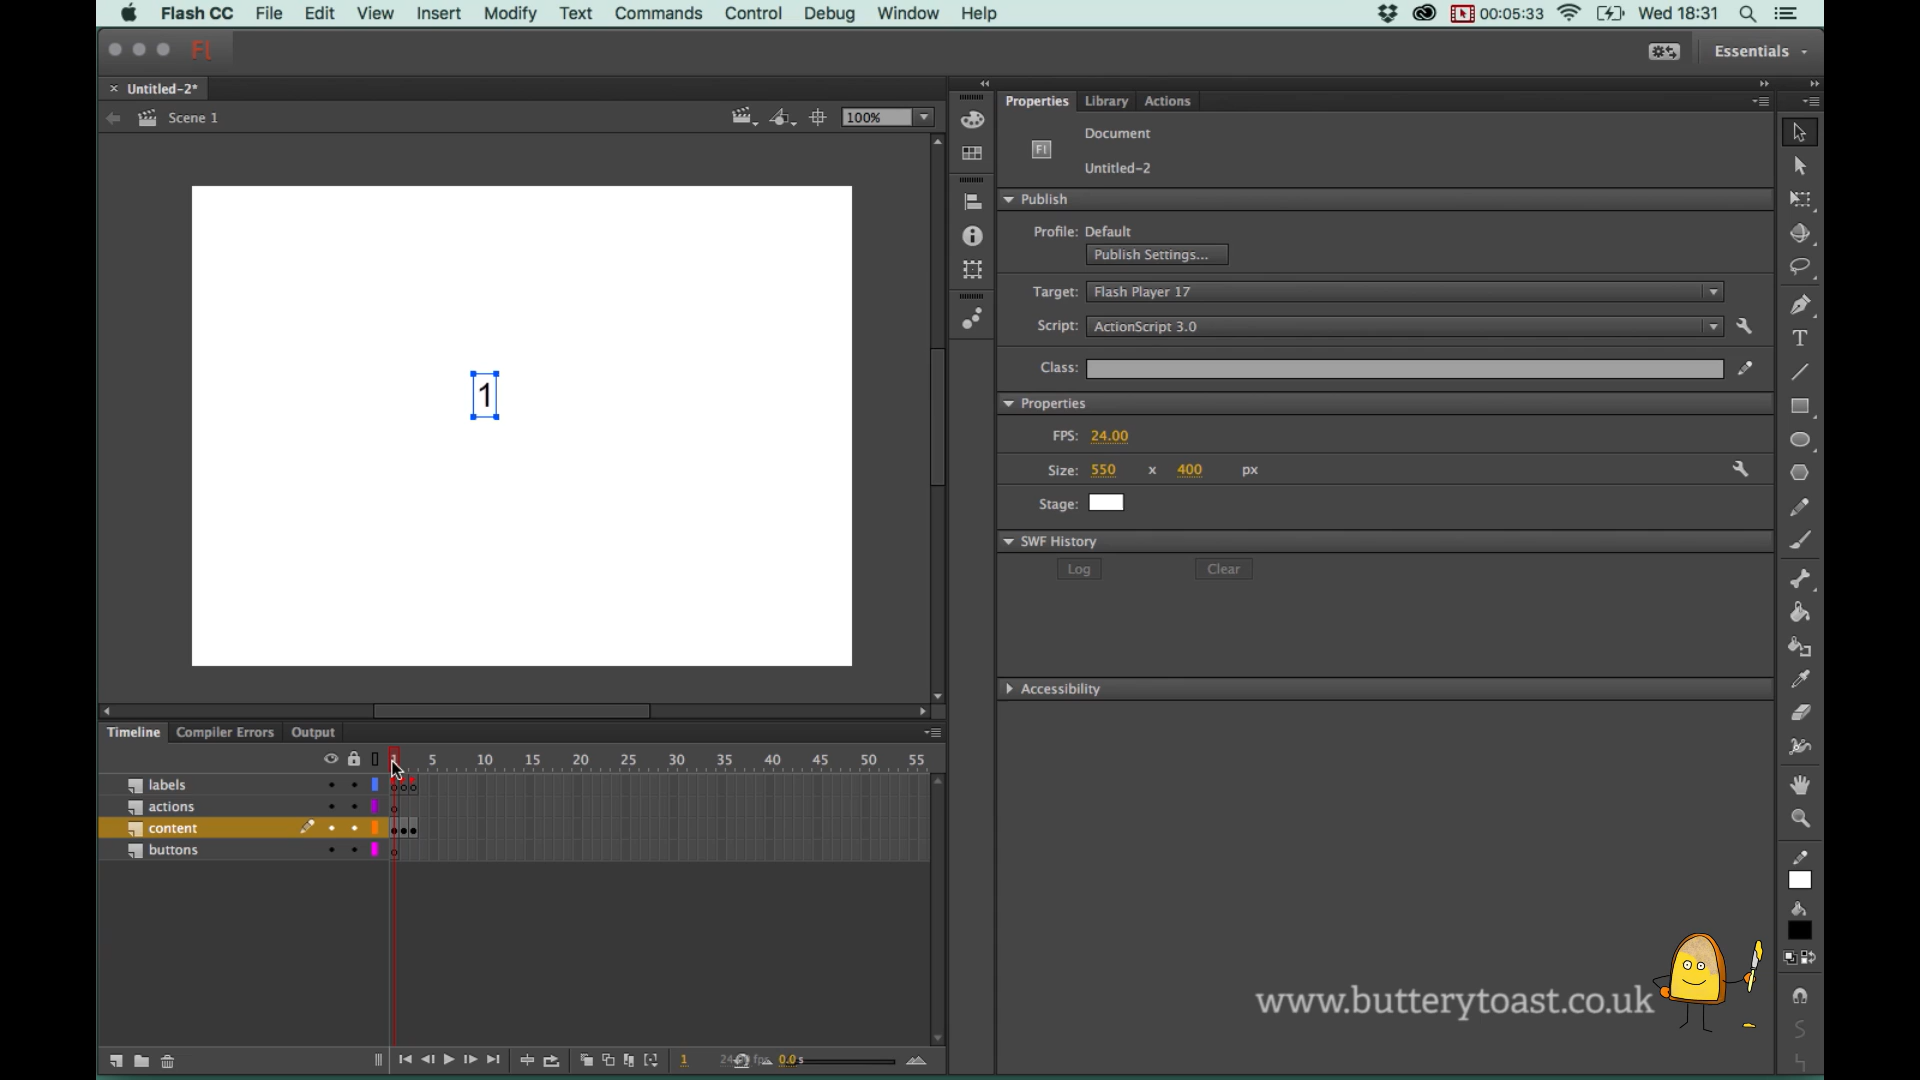 Flash CC File Edit View Insert Modify Text Commands Control Debug Window Help 00:05:33 Wed 18:31
Fl Essentials
Untitled-2*
Scene 1 100%
Properties Library Actions
Document
Fl
Untitled-2
Publish
Profile: Default
Publish Settings...
Target: Flash Player 17
Script: ActionScript 3.0
Class:
Properties
FPS: 24.00
Size: 550 x 400 px
Stage:
SWF History
Log Clear
Accessibility
1
T
Timeline Compiler Errors Output
5 10 15 20 25 30 35 40 45 50 55
labels
actions
content
buttons
1 0.0s
www.butterytoast.co.uk